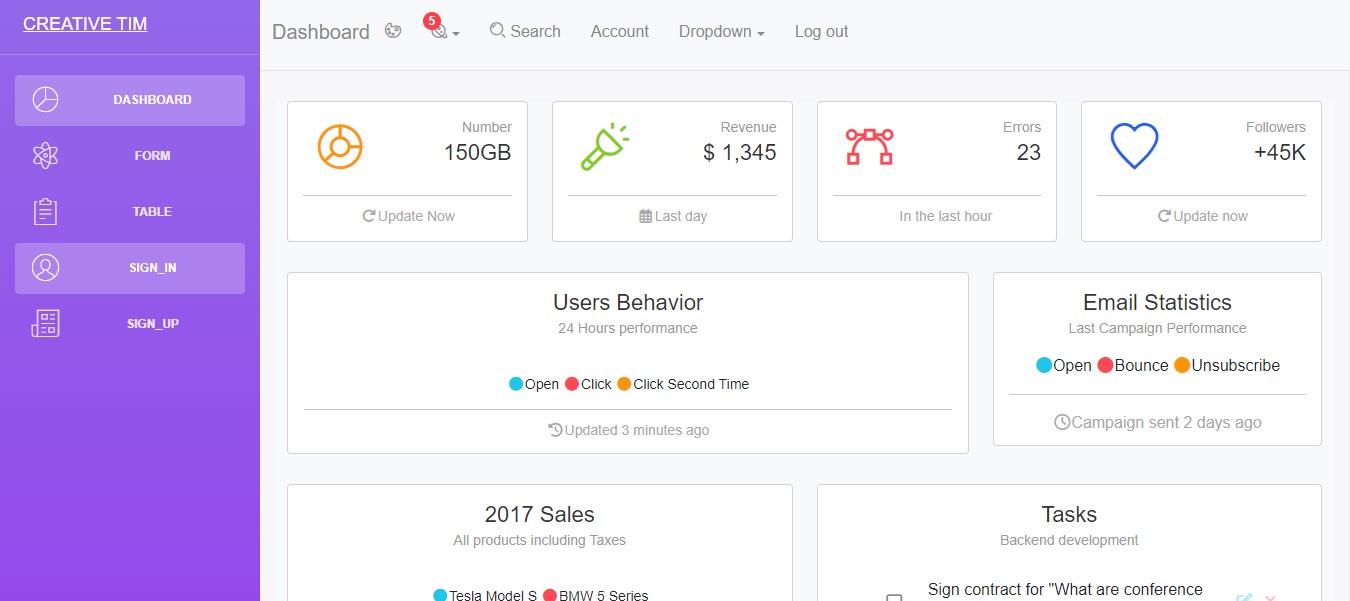 CREATIVE TIM
DASHBOARD
FORM
TABLE
SIGN_IN
SIGN_UP
Dashboard 5 Search Account Dropdown Log out
Number
150GB
Update Now
Revenue
$ 1,345
Last day
Errors
23
In the last hour
Followers
+45K
Update now
Users Behavior
24 Hours performance
Open Click Click Second Time
Updated 3 minutes ago
Email Statistics
Last Campaign Performance
Open Bounce Unsubscribe
Campaign sent 2 days ago
2017 Sales
All products including Taxes
Tesla Model S BMW 5 Series
Tasks
Backend development
Sign contract for "What are conference